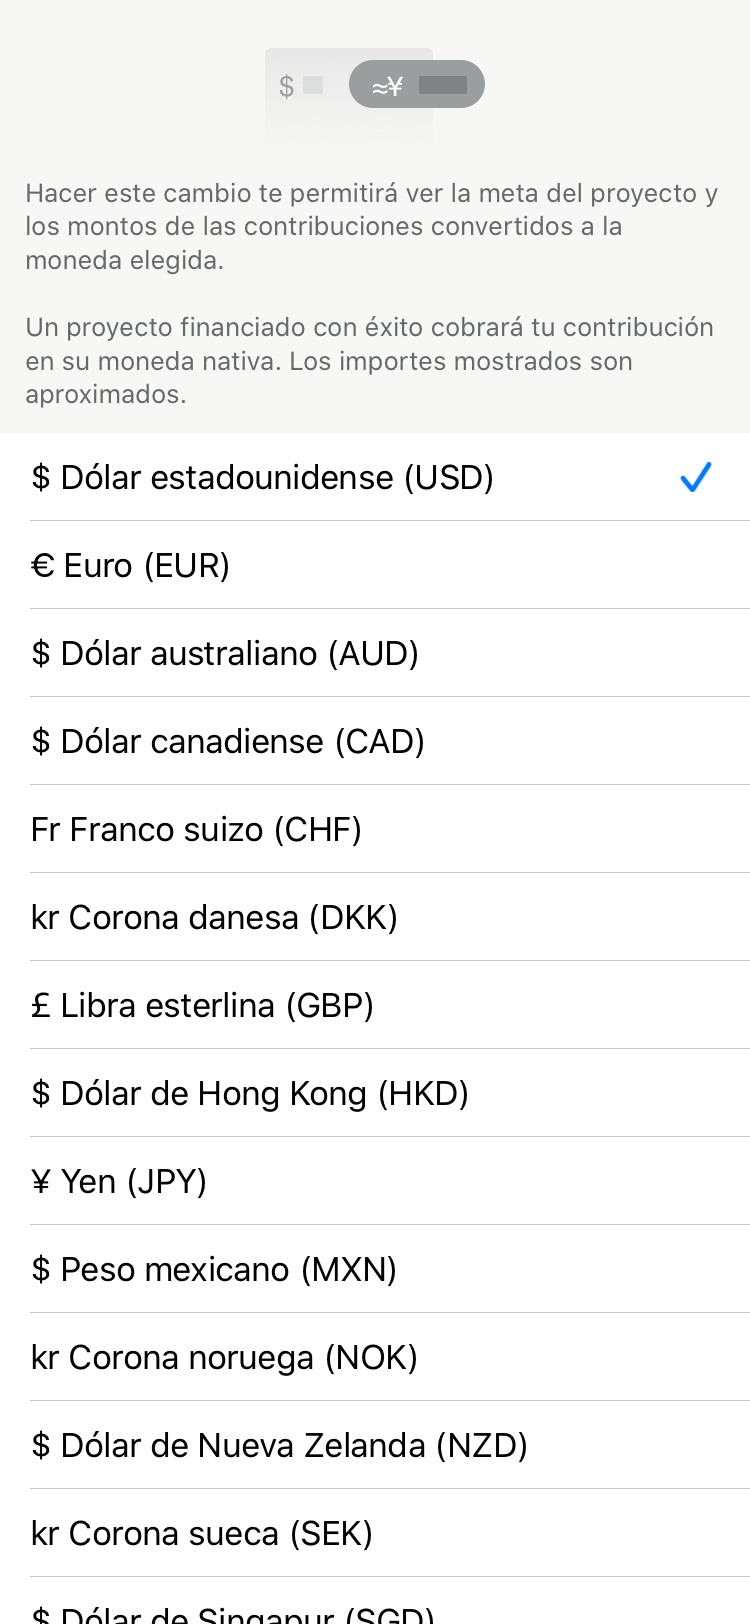 $ ≈¥
Hacer este cambio te permitirá ver la meta del proyecto y
los montos de las contribuciones convertidos a la
moneda elegida.
Un proyecto financiado con éxito cobrará tu contribución
en su moneda nativa. Los importes mostrados son
aproximados.
$ Dólar estadounidense (USD)
€ Euro (EUR)
$ Dólar australiano (AUD)
$ Dólar canadiense (CAD)
Fr Franco suizo (CHF)
kr Corona danesa (DKK)
£ Libra esterlina (GBP)
$ Dólar de Hong Kong (HKD)
¥ Yen (JPY)
$ Peso mexicano (MXN)
kr Corona noruega (NOK)
$ Dólar de Nueva Zelanda (NZD)
kr Corona sueca (SEK)
$ Dólar de Singapur (SGD)